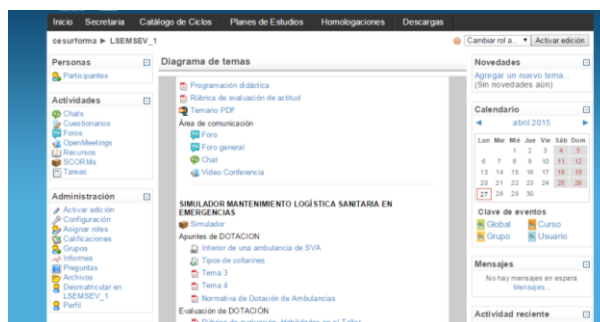 Inicio Secretaria Catálogo de Ciclos Planes de Estudios Homologaciones Descargas
cesurforma ► LSEMSEV_1
Cambiar rol a... Activar edición
Personas
Participantes
Actividades
Chats
Cuestionarios
Foros
OpenMeetings
Recursos
SCORMs
Tareas
Administración
Activar edición
Configuración
Asignar roles
Calificaciones
Grupos
Informes
Preguntas
Archivos
Desmatricular en
LSEMSEV_1
Perfil
Diagrama de temas
Programación didáctica
Rúbrica de evaluación de actitud
Temario PDF
Área de comunicación
Foro
Foro general
Chat
Video Conferencia
SIMULADOR MANTENIMIENTO LOGÍSTICA SANITARIA EN
EMERGENCIAS
Simulador
Apuntes de DOTACION
Interior de una ambulancia de SVA
Tipos de collarines
Tema 3
Tema 4
Normativa de Dotación de Ambulancias
Evaluación de DOTACIÓN
Rúbrica de evaluación. Habilidades en el Taller
Novedades
Agregar un nuevo tema...
(Sin novedades aún)
Calendario
◄ abril 2015 ►
Lun Mar Mié Jue Vie Sáb Dom
1 2 3 4 5
6 7 8 9 10 11 12
13 14 15 16 17 18 19
20 21 22 23 24 25 26
27 28 29 30
Clave de eventos
Global Curso
Grupo Usuario
Mensajes
No hay mensajes en espera
Mensajes...
Actividad reciente